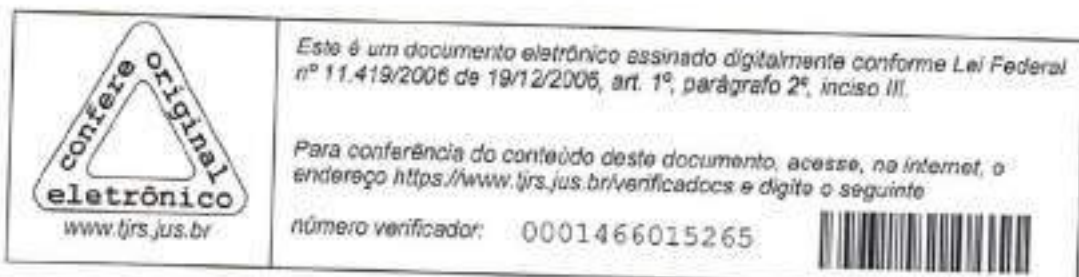 confere original
eletrônico
www.tjrs.jus.br
Este é um documento eletrônico assinado digitalmente conforme Lei Federal
nº 11.419/2006 de 19/12/2006, art. 1º, parágrafo 2º, inciso III.
Para conferência do conteúdo deste documento, acesse, na internet, o
endereço https://www.tjrs.jus.br/verificadocs e digite o seguinte
número verificador: 0001466015265